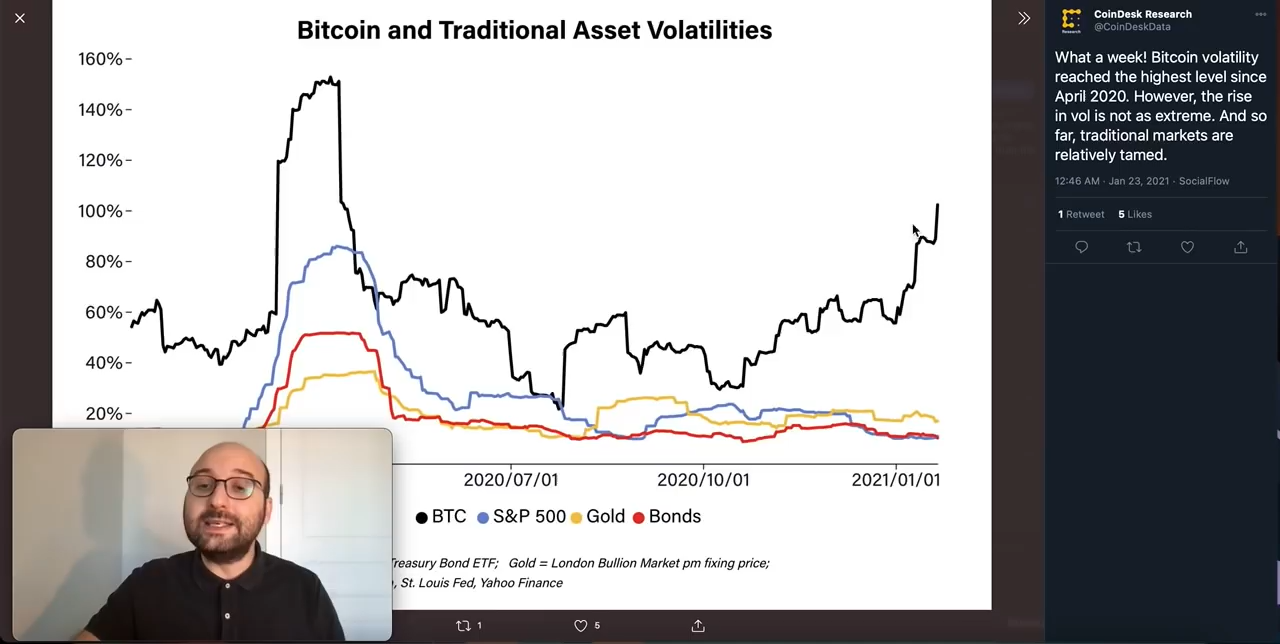 Bitcoin and Traditional Asset Volatilities
160%
140%
120%
100%
80%
60%
40%
20%
2020/07/01
2020/10/01
2021/01/01
BTC
S&P 500
Gold
Bonds
Treasury Bond ETF; Gold = London Bullion Market pm fixing price;
, St. Louis Fed, Yahoo Finance
1
5
CoinDesk Research
@CoinDeskData
What a week! Bitcoin volatility
reached the highest level since
April 2020. However, the rise
in vol is not as extreme. And so
far, traditional markets are
relatively tamed.
12:46 AM · Jan 23, 2021 · SocialFlow
1 Retweet 5 Likes